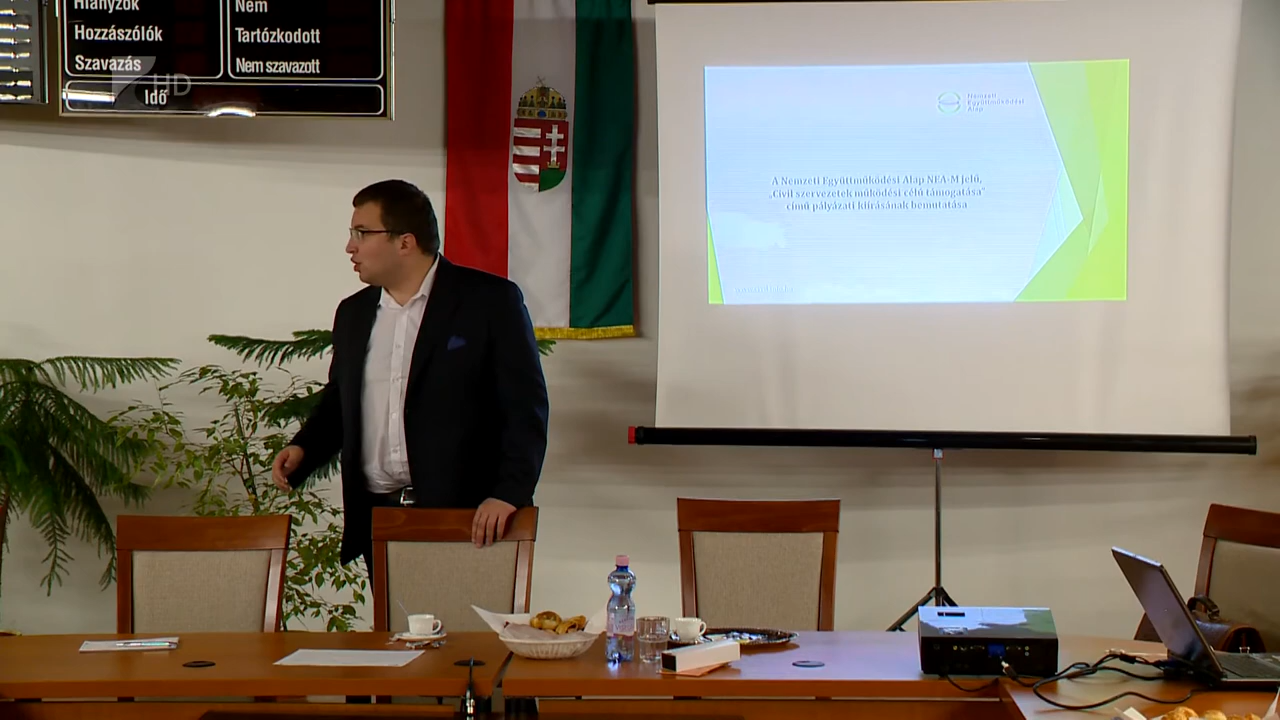 Hiányzók
Nem
Hozzászólók
Tartózkodott
Szavazás
Nem szavazott
Idő
HD
Nemzeti
Együttműködési
Alap
A Nemzeti Együttműködési Alap NEA-M jelű,
„Civil szervezetek működési célú támogatása”
című pályázati kiírásának bemutatása